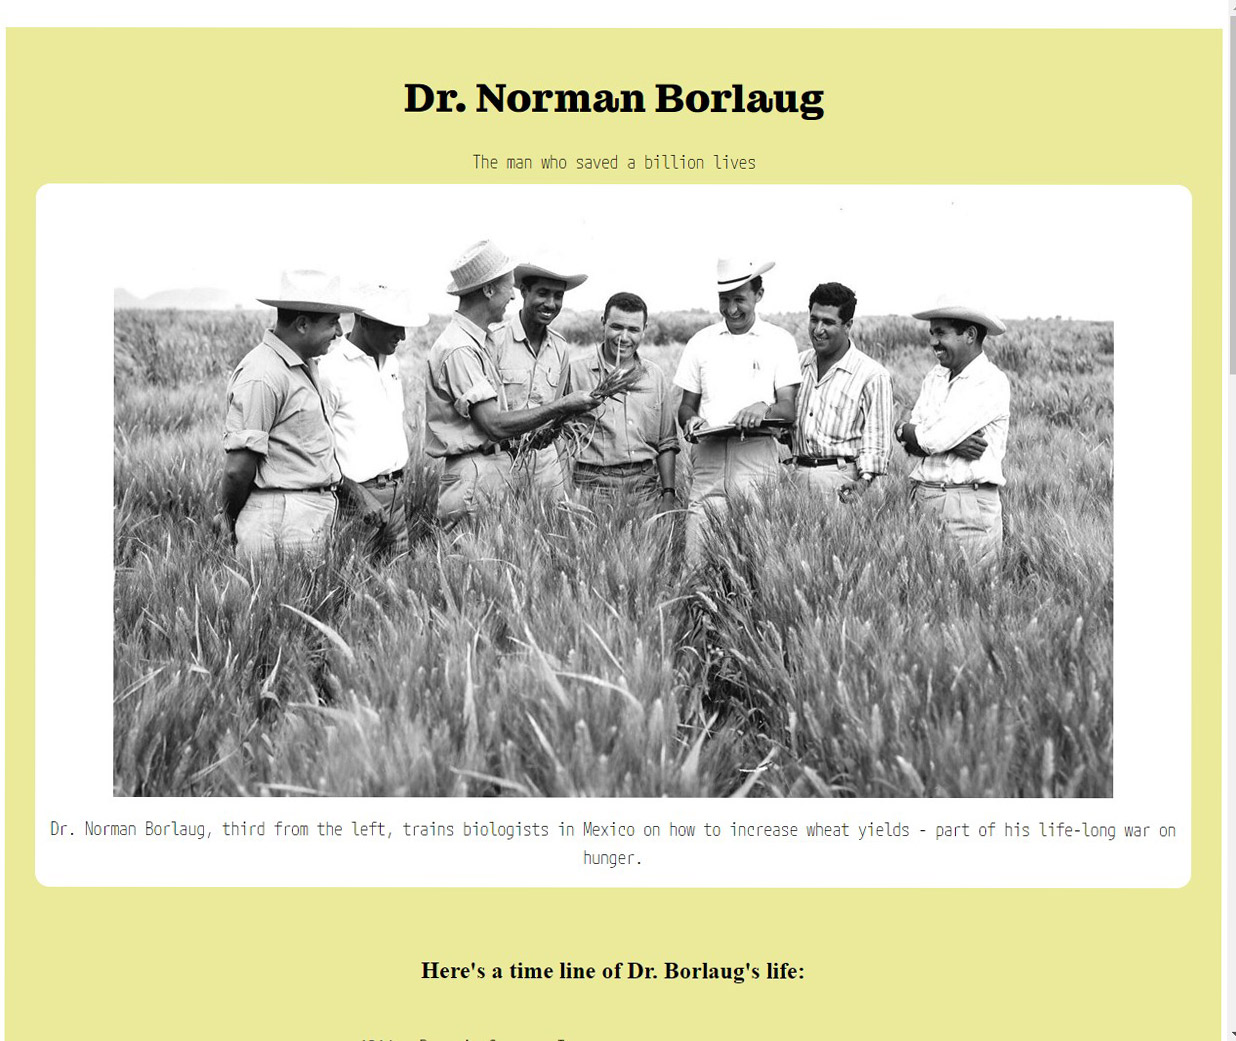 Dr. Norman Borlaug
The man who saved a billion lives
Dr. Norman Borlaug, third from the left, trains biologists in Mexico on how to increase wheat yields - part of his life-long war on
hunger.
Here's a time line of Dr. Borlaug's life: